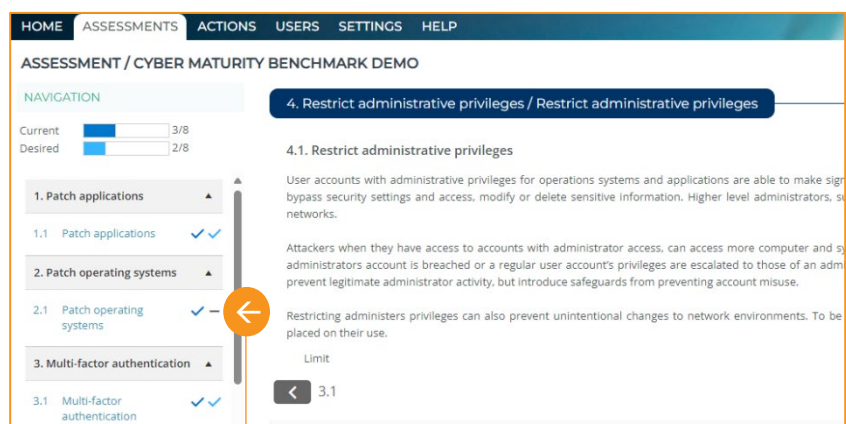 HOME ASSESSMENTS ACTIONS USERS SETTINGS HELP
ASSESSMENT / CYBER MATURITY BENCHMARK DEMO
NAVIGATION
Current 3/8
Desired 2/8
1. Patch applications
1.1 Patch applications
2. Patch operating systems
2.1 Patch operating
systems
3. Multi-factor authentication
3.1 Multi-factor
authentication
4. Restrict administrative privileges / Restrict administrative privileges
4.1. Restrict administrative privileges
User accounts with administrative privileges for operations systems and applications are able to make
bypass security settings and access, modify or delete sensitive information. Higher level administrators,
networks.
Attackers when they have access to accounts with administrator access, can access more computer and
administrators account is breached or a regular user account's privileges are escalated to those of an
prevent legitimate administrator activity, but introduce safeguards from preventing account misuse.
Restricting administers privileges can also prevent unintentional changes to network environments. To be
placed on their use.
Limit
3.1